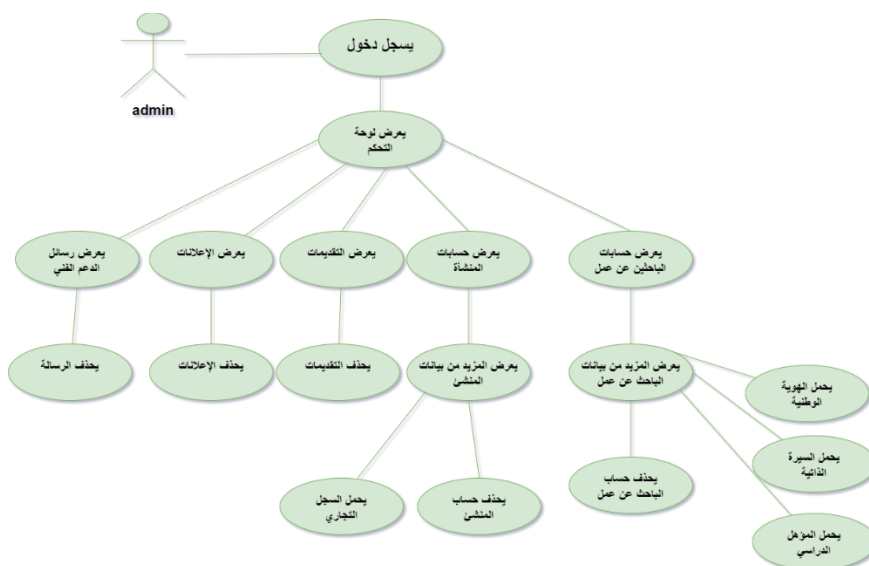 يسجل دخول
admin
يعرض لوحة
التحكم
يعرض حسابات
الباحثين عن عمل
يعرض حسابات
المنشأة
يعرض التقديمات
يعرض الإعلانات
يعرض رسائل
الدعم الفني
يعرض المزيد من بيانات
الباحث عن عمل
يعرض المزيد من بيانات
المنشئ
يحذف التقديمات
يحذف الإعلانات
يحذف الرسالة
يحمل الهوية
الوطنية
يحمل السيرة
الذاتية
يحمل المؤهل
الدراسي
يحذف حساب
الباحث عن عمل
يحذف حساب
المنشئ
يحمل السجل
التجاري